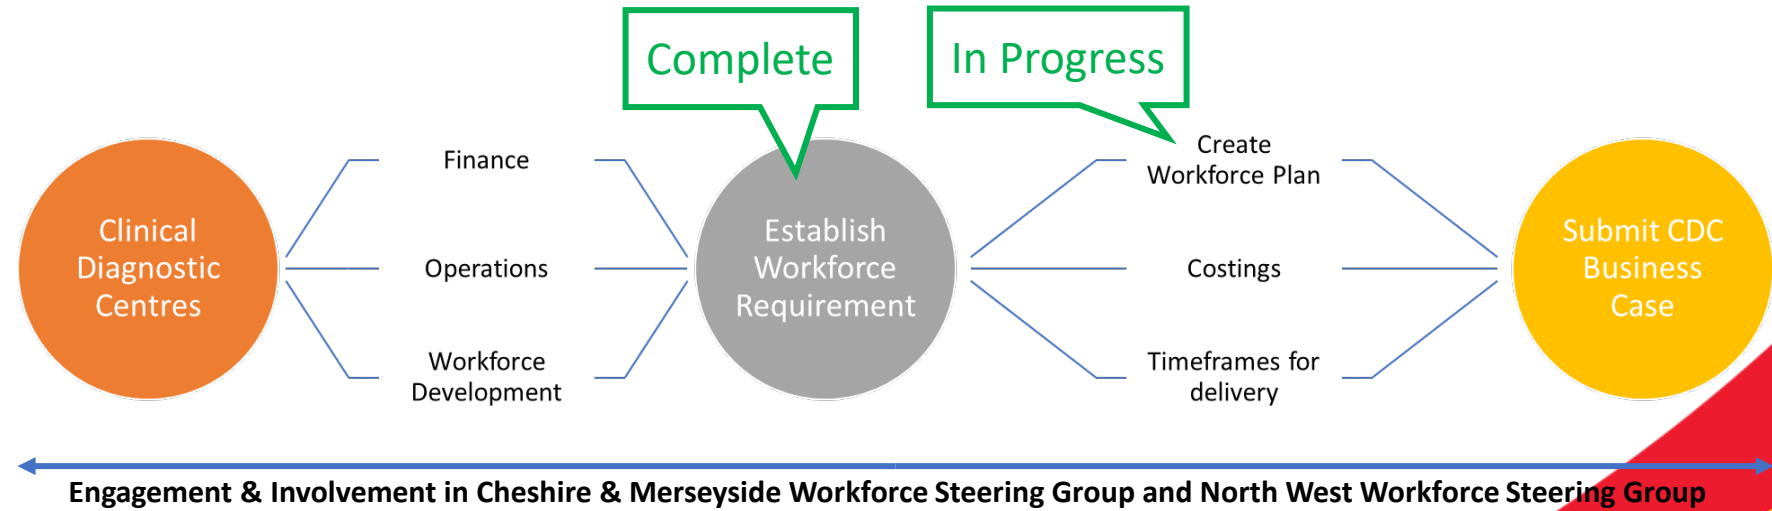 Complete
In Progress
Clinical
Diagnostic
Centres
Finance
Operations
Workforce
Development
Establish
Workforce
Requirement
Create
Workforce Plan
Costings
Timeframes for
delivery
Submit CDC
Business
Case
Engagement & Involvement in Cheshire & Merseyside Workforce Steering Group and North West Workforce Steering Group